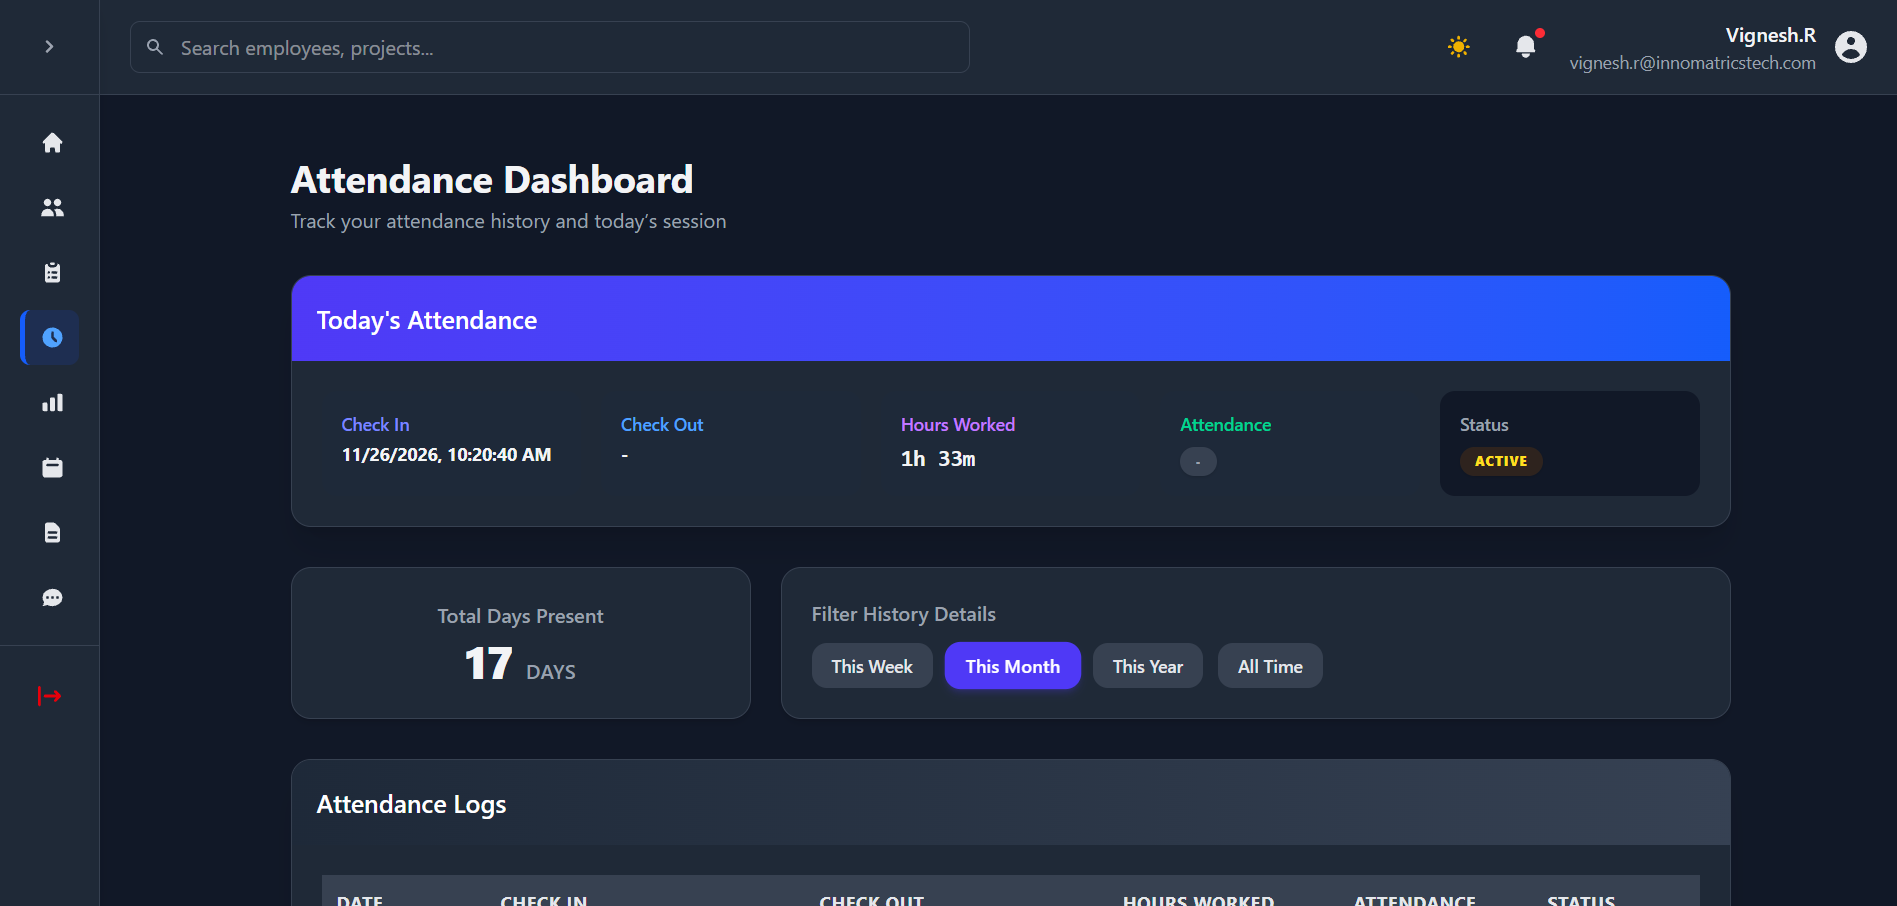 Search employees, projects...
Vignesh.R
vignesh.r@innomatricstech.com
Attendance Dashboard
Track your attendance history and today's session
Today's Attendance
Check In
11/26/2026, 10:20:40 AM
Check Out
-
Hours Worked
1h 33m
Attendance
-
Status
ACTIVE
Total Days Present
17 DAYS
Filter History Details
This Week This Month This Year All Time
Attendance Logs
DATE CHECK IN CHECK OUT HOURS WORKED ATTENDANCE STATUS